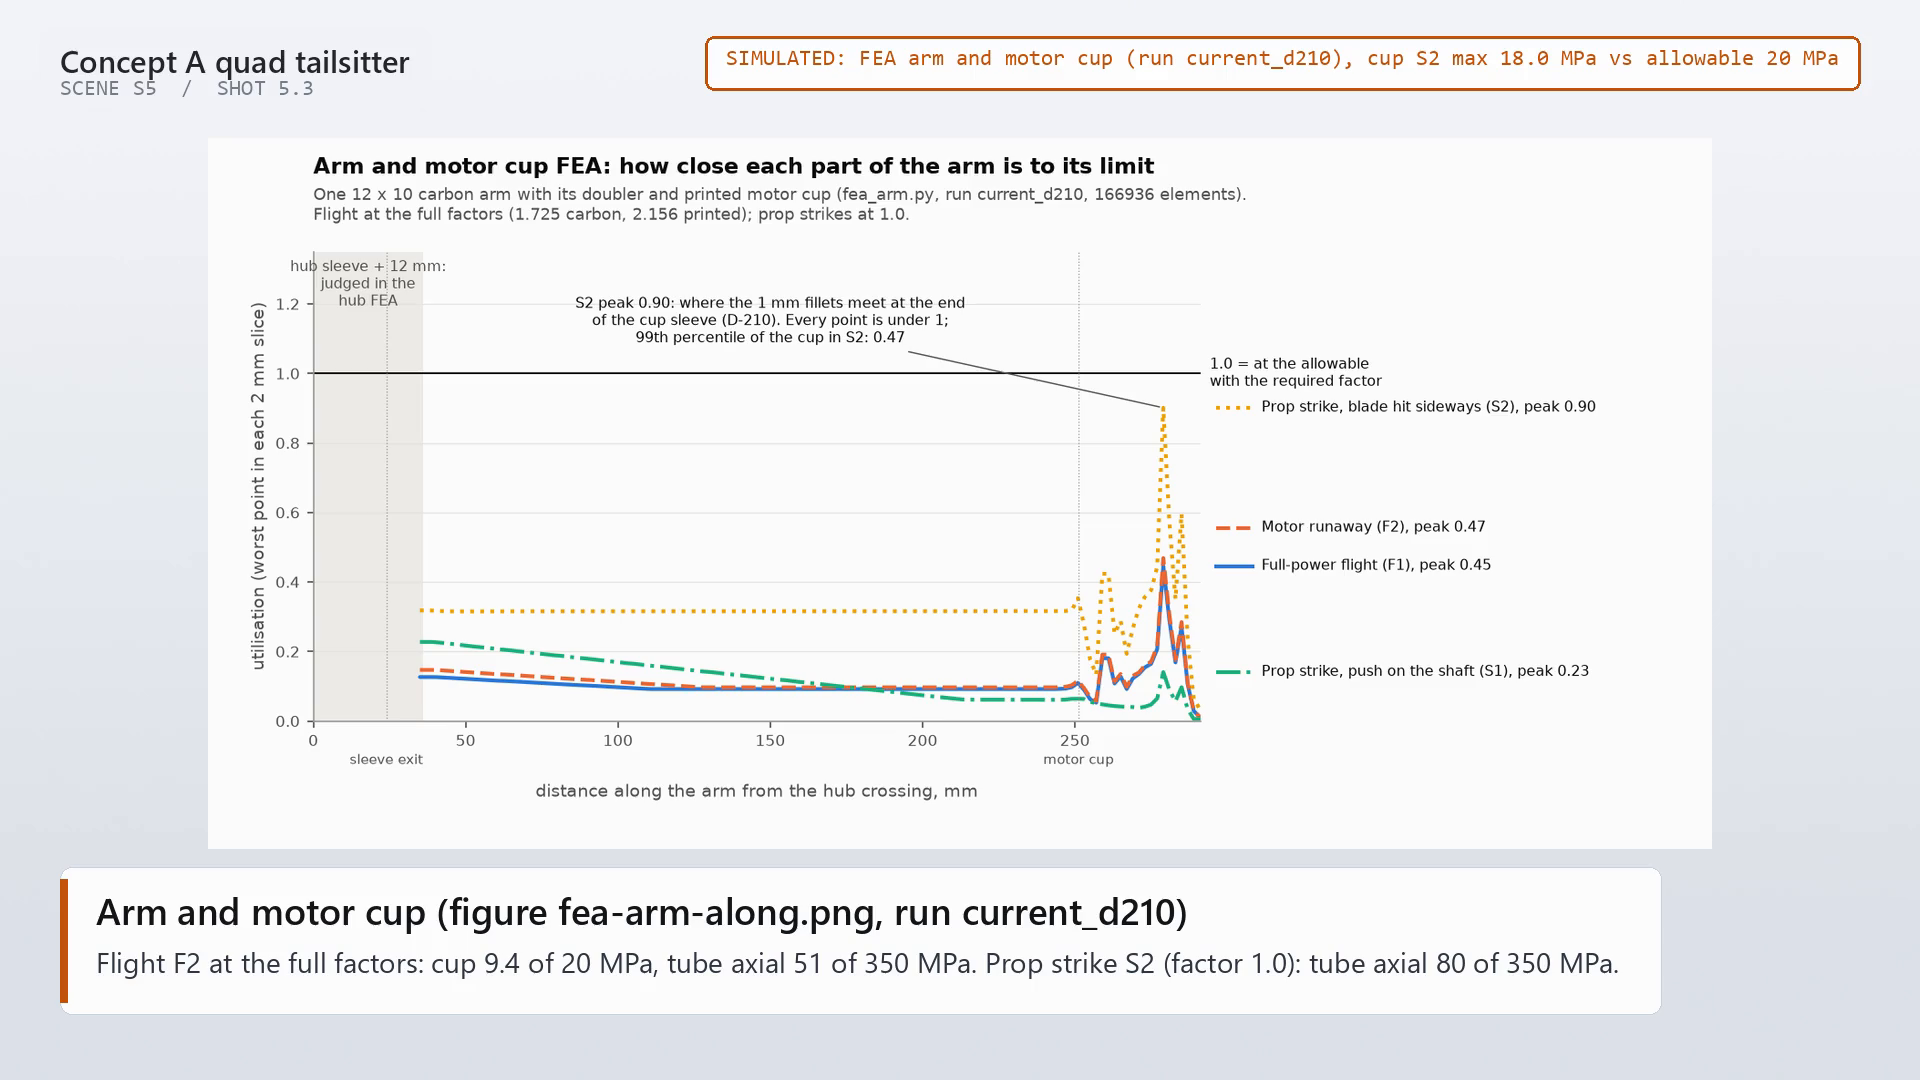 Concept A quad tailsitter
SCENE S5 / SHOT 5.3
SIMULATED: FEA arm and motor cup (run current_d210), cup S2 max 18.0 MPa vs allowable 20 MPa
Arm and motor cup FEA: how close each part of the arm is to its limit
One 12 x 10 carbon arm with its doubler and printed motor cup (fea_arm.py, run current_d210, 166936 elements).
Flight at the full factors (1.725 carbon, 2.156 printed); prop strikes at 1.0.
hub sleeve + 12 mm:
judged in the
hub FEA
S2 peak 0.90: where the 1 mm fillets meet at the end
of the cup sleeve (D-210). Every point is under 1;
99th percentile of the cup in S2: 0.47
1.0 = at the allowable
with the required factor
Prop strike, blade hit sideways (S2), peak 0.90
Motor runaway (F2), peak 0.47
Full-power flight (F1), peak 0.45
Prop strike, push on the shaft (S1), peak 0.23
utilisation (worst point in each 2 mm slice)
1.2
1.0
0.8
0.6
0.4
0.2
0.0
0 50 100 150 200 250
sleeve exit motor cup
distance along the arm from the hub crossing, mm
Arm and motor cup (figure fea-arm-along.png, run current_d210)
Flight F2 at the full factors: cup 9.4 of 20 MPa, tube axial 51 of 350 MPa. Prop strike S2 (factor 1.0): tube axial 80 of 350 MPa.